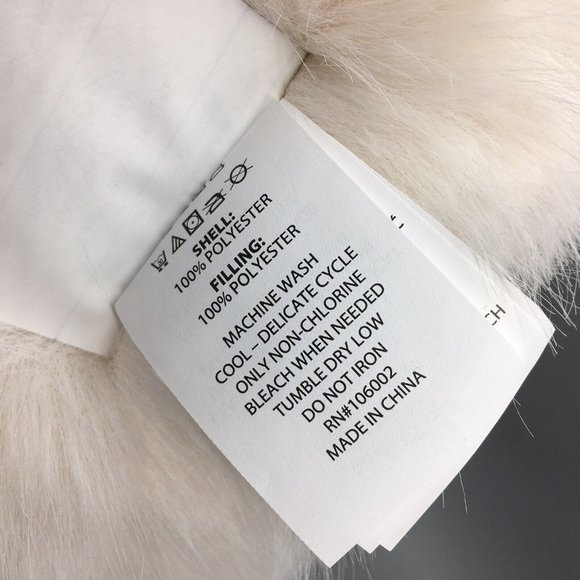 SHELL:
100% POLYESTER
FILLING:
100% POLYESTER
MACHINE WASH
COOL – DELICATE CYCLE
ONLY NON-CHLORINE
BLEACH WHEN NEEDED
TUMBLE DRY LOW
DO NOT IRON
RN#106002
MADE IN CHINA
CH